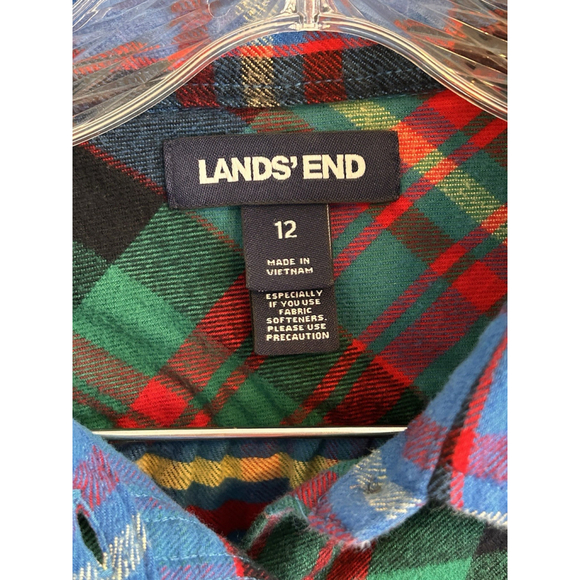 LANDS' END
12
MADE IN
VIETNAM
ESPECIALLY
IF YOU USE
FABRIC
SOFTENERS.
PLEASE USE
PRECAUTION